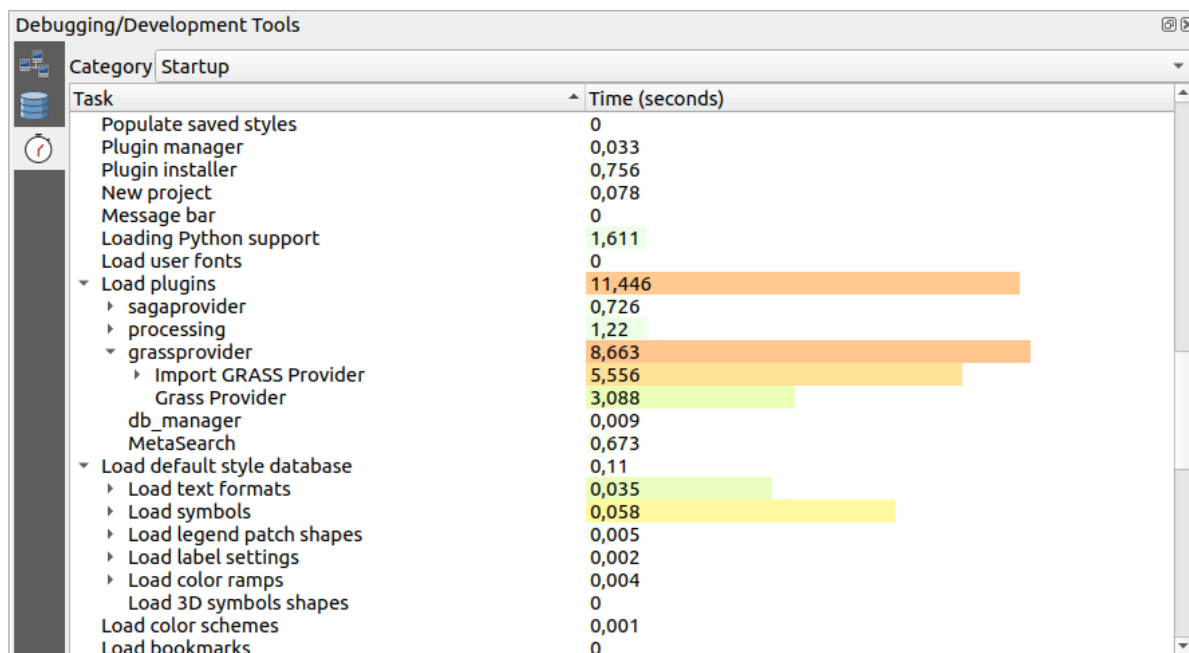 Debugging/Development Tools
Category Startup
Task Time (seconds)
Populate saved styles 0
Plugin manager 0,033
Plugin installer 0,756
New project 0,078
Message bar 0
Loading Python support 1,611
Load user fonts 0
Load plugins 11,446
sagaprovider 0,726
processing 1,22
grassprovider 8,663
Import GRASS Provider 5,556
Grass Provider 3,088
db_manager 0,009
MetaSearch 0,673
Load default style database 0,11
Load text formats 0,035
Load symbols 0,058
Load legend patch shapes 0,005
Load label settings 0,002
Load color ramps 0,004
Load 3D symbols shapes 0
Load color schemes 0,001
Load bookmarks 0